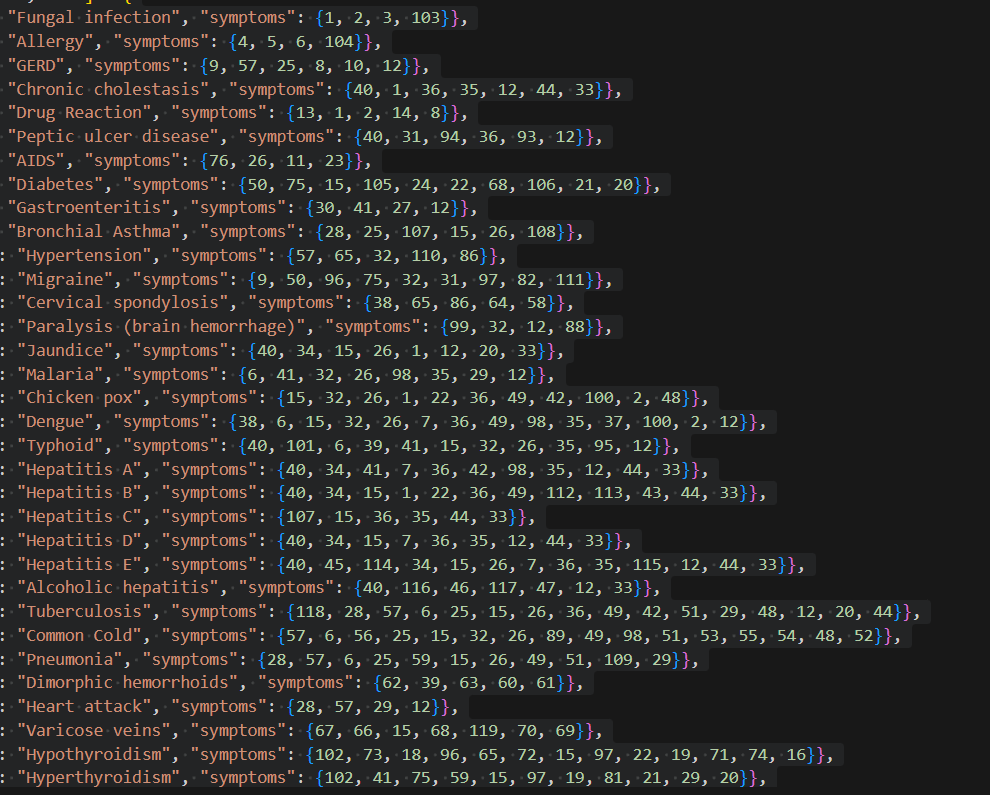 "Fungal infection", "symptoms": {1, 2, 3, 103}},
"Allergy", "symptoms": {4, 5, 6, 104}},
"GERD", "symptoms": {9, 57, 25, 8, 10, 12}},
"Chronic cholestasis", "symptoms": {40, 1, 36, 35, 12, 44, 33}},
"Drug Reaction", "symptoms": {13, 1, 2, 14, 8}},
"Peptic ulcer disease", "symptoms": {40, 31, 94, 36, 93, 12}},
"AIDS", "symptoms": {76, 26, 11, 23}},
"Diabetes", "symptoms": {50, 75, 15, 105, 24, 22, 68, 106, 21, 20}},
"Gastroenteritis", "symptoms": {30, 41, 27, 12}},
"Bronchial Asthma", "symptoms": {28, 25, 107, 15, 26, 108}},
: "Hypertension", "symptoms": {57, 65, 32, 110, 86}},
: "Migraine", "symptoms": {9, 50, 96, 75, 32, 31, 97, 82, 111}},
: "Cervical spondylosis", "symptoms": {38, 65, 86, 64, 58}},
: "Paralysis (brain hemorrhage)", "symptoms": {99, 32, 12, 88}},
: "Jaundice", "symptoms": {40, 34, 15, 26, 1, 12, 20, 33}},
: "Malaria", "symptoms": {6, 41, 32, 26, 98, 35, 29, 12}},
: "Chicken pox", "symptoms": {15, 32, 26, 1, 22, 36, 49, 42, 100, 2, 48}},
: "Dengue", "symptoms": {38, 6, 15, 32, 26, 7, 36, 49, 98, 35, 37, 100, 2, 12}},
: "Typhoid", "symptoms": {40, 101, 6, 39, 41, 15, 32, 26, 35, 95, 12}},
: "Hepatitis A", "symptoms": {40, 34, 41, 7, 36, 42, 98, 35, 12, 44, 33}},
: "Hepatitis B", "symptoms": {40, 34, 15, 1, 22, 36, 49, 112, 113, 43, 44, 33}},
: "Hepatitis C", "symptoms": {107, 15, 36, 35, 44, 33}},
: "Hepatitis D", "symptoms": {40, 34, 15, 7, 36, 35, 12, 44, 33}},
: "Hepatitis E", "symptoms": {40, 45, 114, 34, 15, 26, 7, 36, 35, 115, 12, 44, 33}},
: "Alcoholic hepatitis", "symptoms": {40, 116, 46, 117, 47, 12, 33}},
: "Tuberculosis", "symptoms": {118, 28, 57, 6, 25, 15, 26, 36, 49, 42, 51, 29, 48, 12, 20, 44}},
: "Common Cold", "symptoms": {57, 6, 56, 25, 15, 32, 26, 89, 49, 98, 51, 53, 55, 54, 48, 52}},
: "Pneumonia", "symptoms": {28, 57, 6, 25, 59, 15, 26, 49, 51, 109, 29}},
: "Dimorphic hemorrhoids", "symptoms": {62, 39, 63, 60, 61}},
: "Heart attack", "symptoms": {28, 57, 29, 12}},
: "Varicose veins", "symptoms": {67, 66, 15, 68, 119, 70, 69}},
: "Hypothyroidism", "symptoms": {102, 73, 18, 96, 65, 72, 15, 97, 22, 19, 71, 74, 16}},
: "Hyperthyroidism", "symptoms": {102, 41, 75, 59, 15, 97, 19, 81, 21, 29, 20}},